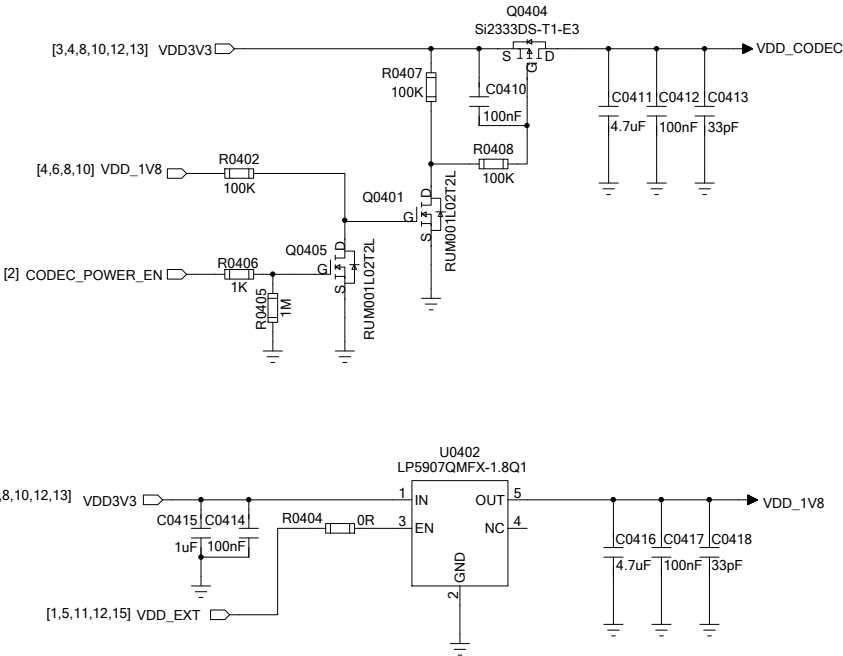 Q0404
Si2333DS-T1-E3
[3,4,8,10,12,13] VDD3V3
S
D
G
VDD_CODEC
R0407
100K
C0410
100nF
C0411
4.7uF
C0412
100nF
C0413
33pF
R0408
100K
[4,6,8,10] VDD_1V8
R0402
100K
Q0401
D
G
S
RUM001L02T2L
[2] CODEC_POWER_EN
R0406
1K
R0405
1M
Q0405
D
G
S
RUM001L02T2L
U0402
LP5907QMFX-1.8Q1
,8,10,12,13] VDD3V3
1
IN
OUT
5
VDD_1V8
C0415
1uF
C0414
100nF
R0404
0R
3
EN
NC
4
GND
2
C0416
4.7uF
C0417
100nF
C0418
33pF
[1,5,11,12,15] VDD_EXT